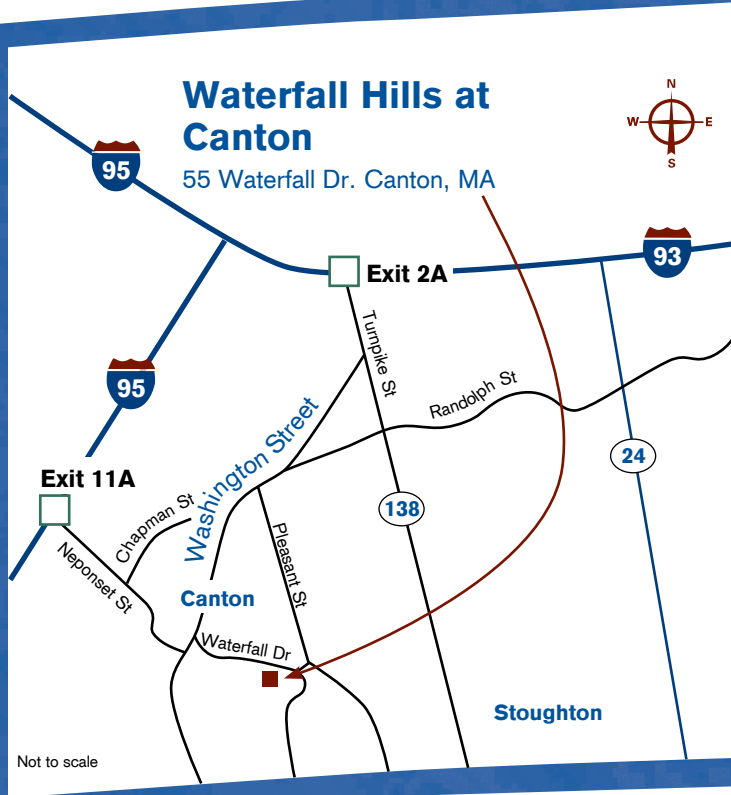 Waterfall Hills at
Canton
55 Waterfall Dr. Canton, MA
N
W
E
S
95
Exit 2A
93
Turnpike St
95
Randolph St
Washington Street
24
Exit 11A
Chapman St
138
Neponset St
Pleasant St
Canton
Waterfall Dr
Stoughton
Not to scale